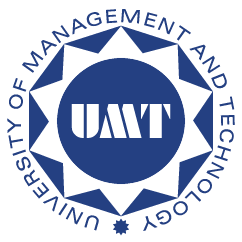 UNIVERSITY OF MANAGEMENT AND TECHNOLOGY
UMT